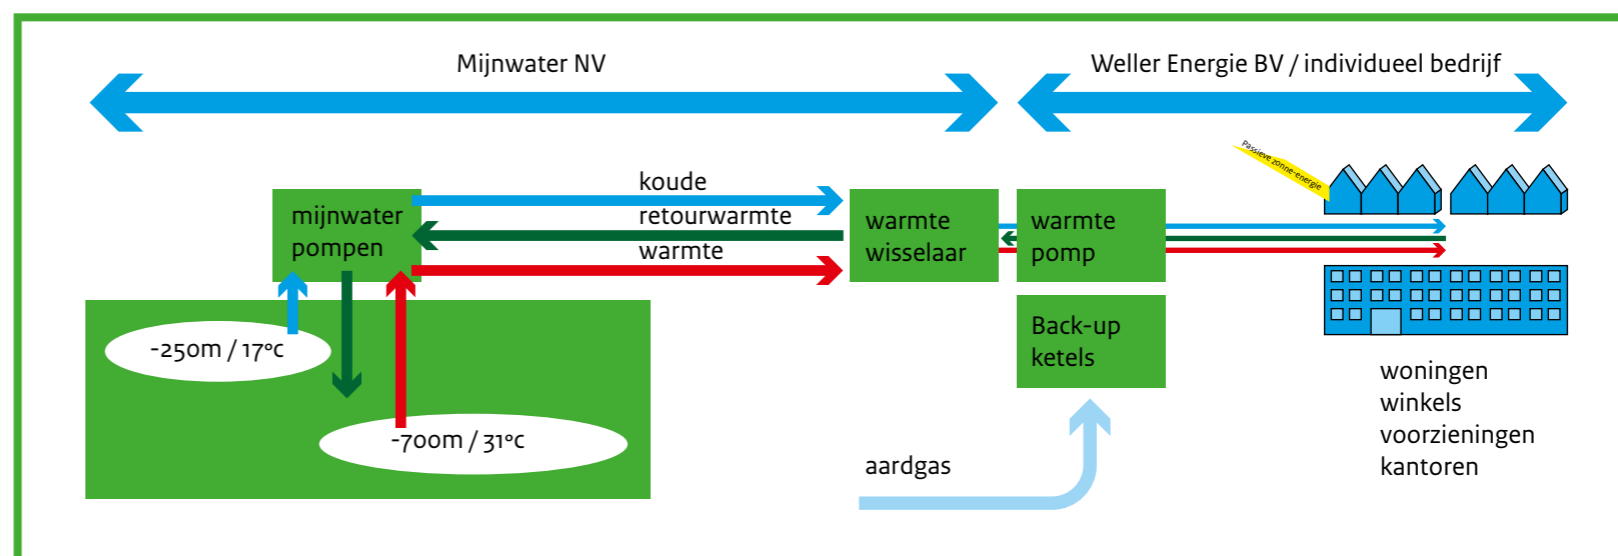 Mijnwater NV
Weller Energie BV / individueel bedrijf
Passieve zonne-energie
koude
mijnwater
pompen
retourwarmte
warmte
warmte
wisselaar
warmte
pomp
-250m / 17°c
Back-up
ketels
-700m / 31°c
aardgas
woningen
winkels
voorzieningen
kantoren